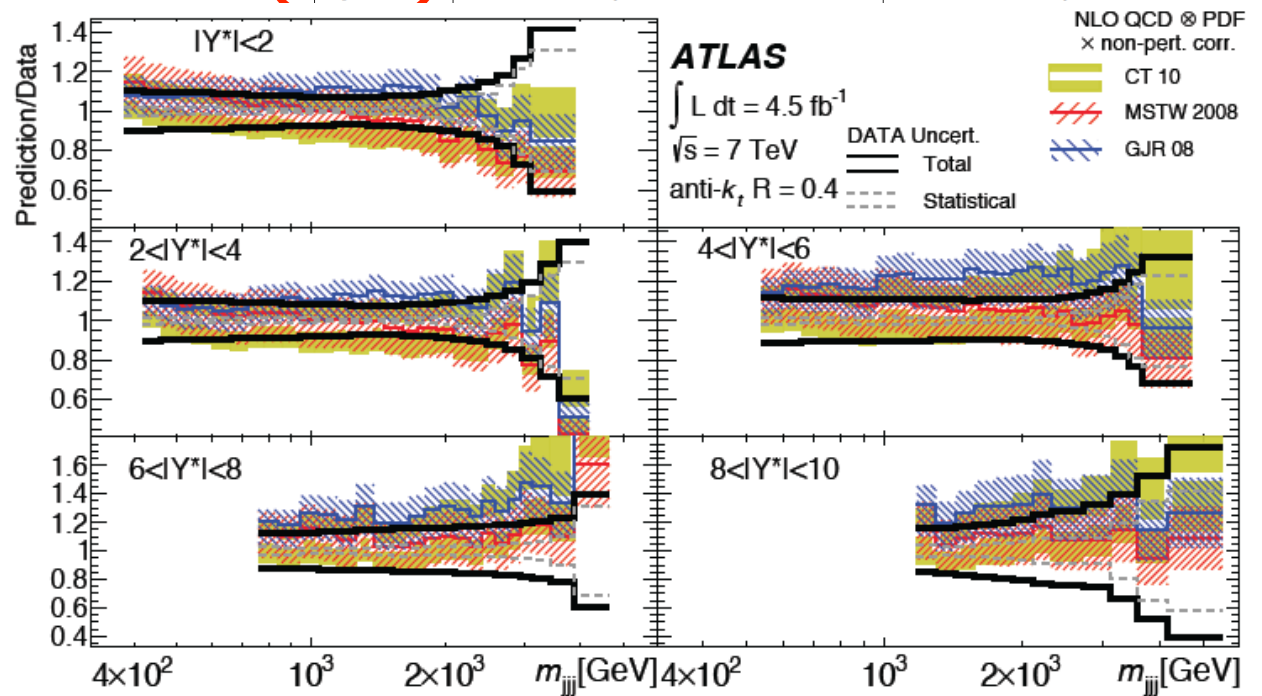 Prediction/Data
1.4
1.2
1
0.8
0.6
|Y*|<2
ATLAS
∫ L dt = 4.5 fb⁻¹
√s = 7 TeV
anti-kₜ R = 0.4
DATA Uncert.
Total
Statistical
NLO QCD ⊗ PDF
× non-pert. corr.
CT 10
MSTW 2008
GJR 08
1.4
1.2
1
0.8
0.6
2<|Y*|<4
4<|Y*|<6
1.6
1.4
1.2
1
0.8
0.6
0.4
6<|Y*|<8
8<|Y*|<10
4×10² 10³ 2×10³ mⱼⱼⱼ[GeV] 4×10² 10³ 2×10³ mⱼⱼⱼ[GeV]